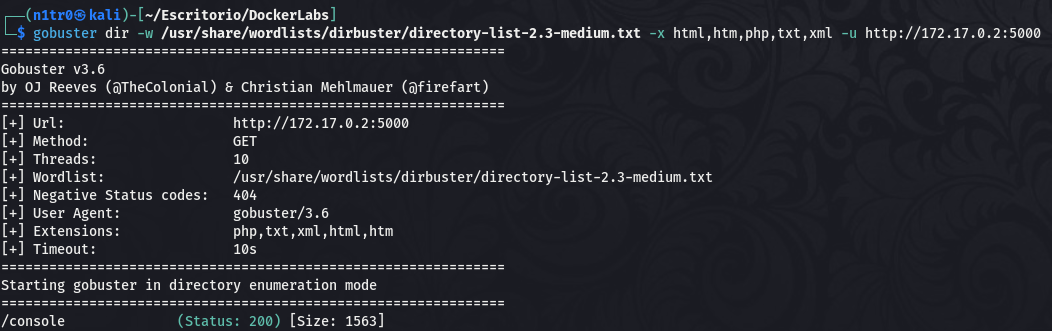 ┌──(n1tr0㉿kali)-[~/Escritorio/DockerLabs]
└─$ gobuster dir -w /usr/share/wordlists/dirbuster/directory-list-2.3-medium.txt -x html,htm,php,txt,xml -u http://172.17.0.2:5000
===============================================================
Gobuster v3.6
by OJ Reeves (@TheColonial) & Christian Mehlmauer (@firefart)
===============================================================
[+] Url:                     http://172.17.0.2:5000
[+] Method:                  GET
[+] Threads:                 10
[+] Wordlist:                /usr/share/wordlists/dirbuster/directory-list-2.3-medium.txt
[+] Negative Status codes:   404
[+] User Agent:              gobuster/3.6
[+] Extensions:              php,txt,xml,html,htm
[+] Timeout:                 10s
===============================================================
Starting gobuster in directory enumeration mode
===============================================================
/console              (Status: 200) [Size: 1563]